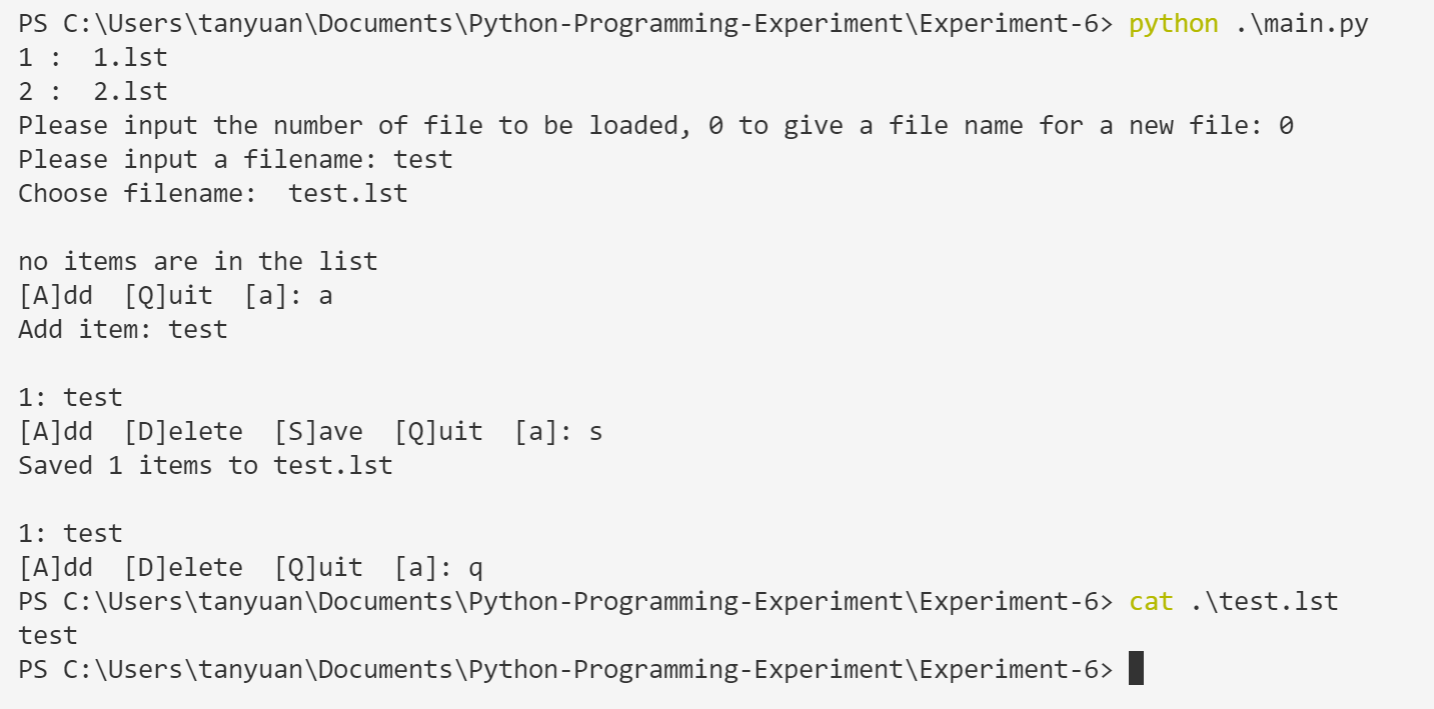 PS C:\Users\tanyuan\Documents\Python-Programming-Experiment\Experiment-6> python .\main.py
1 :  1.lst
2 :  2.lst
Please input the number of file to be loaded, 0 to give a file name for a new file: 0
Please input a filename: test
Choose filename:  test.lst
no items are in the list
[A]dd  [Q]uit  [a]: a
Add item: test
1: test
[A]dd  [D]elete  [S]ave  [Q]uit  [a]: s
Saved 1 items to test.lst
1: test
[A]dd  [D]elete  [Q]uit  [a]: q
PS C:\Users\tanyuan\Documents\Python-Programming-Experiment\Experiment-6> cat .\test.lst
test
PS C:\Users\tanyuan\Documents\Python-Programming-Experiment\Experiment-6>